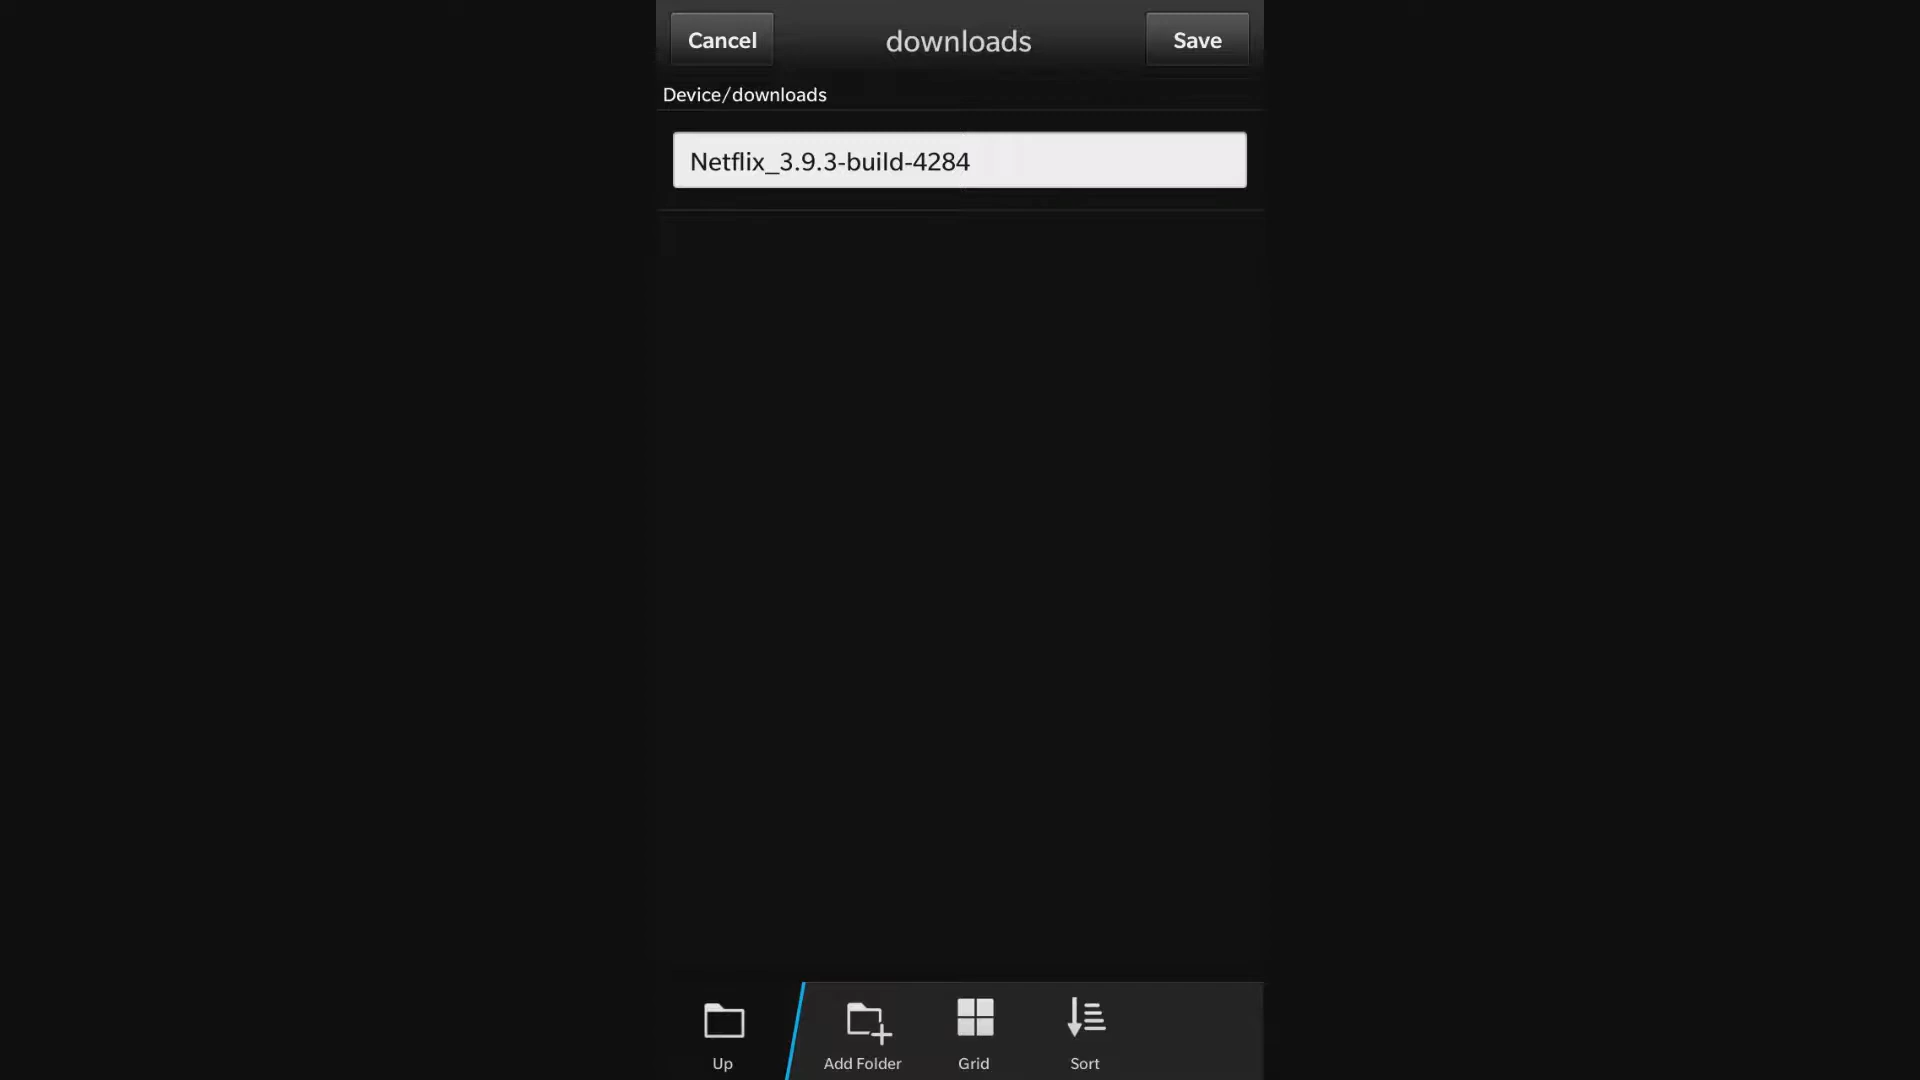 Cancel downloads Save
Device/downloads
Netflix_3.9.3-build-4284
Up Add Folder Grid Sort